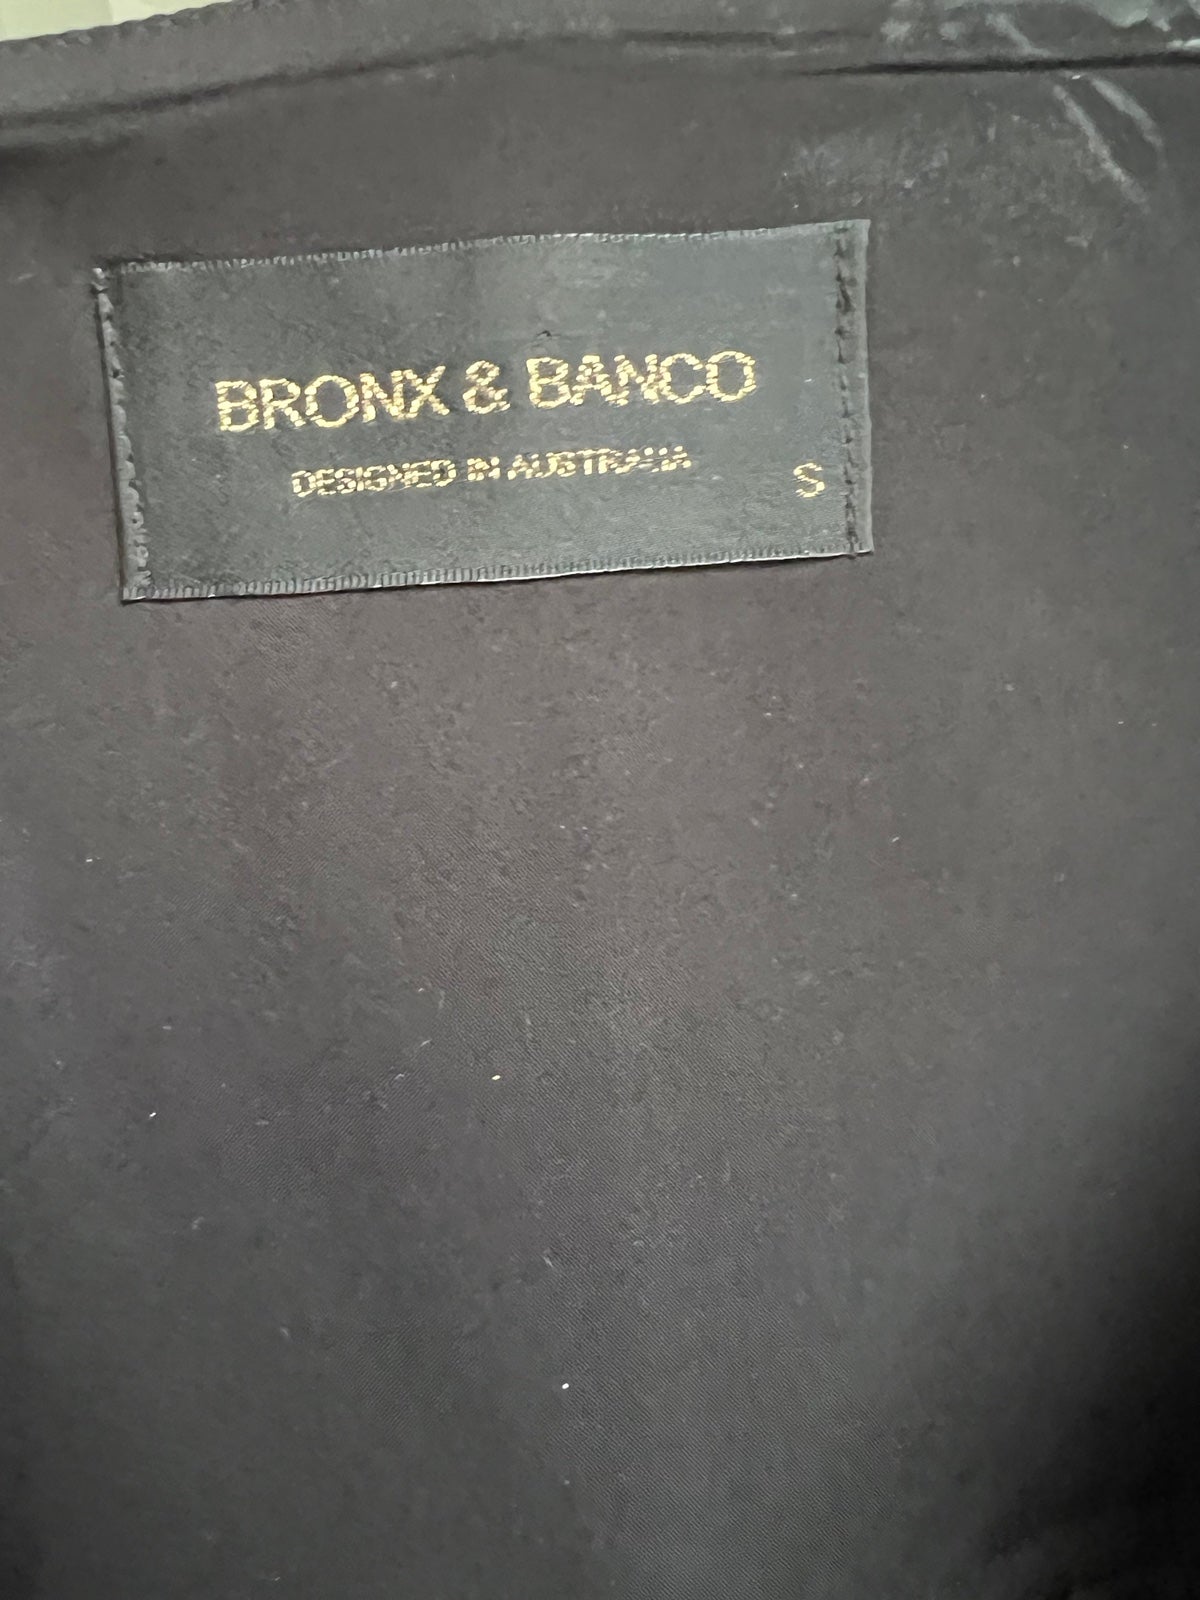 BRONX & BANCO
DESIGNED IN AUSTRALIA
S